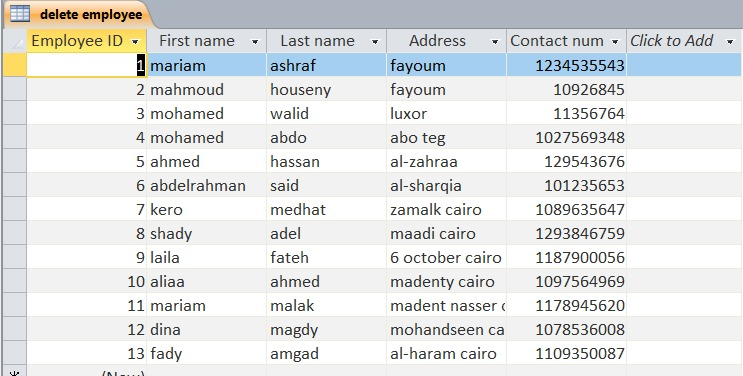 delete employee
Employee ID First name Last name Address Contact num Click to Add
1 mariam ashraf fayoum 1234535543
2 mahmoud houseny fayoum 10926845
3 mohamed walid luxor 11356764
4 mohamed abdo abo teg 1027569348
5 ahmed hassan al-zahraa 129543676
6 abdelrahman said al-sharqia 101235653
7 kero medhat zamalk cairo 1089635647
8 shady adel maadi cairo 1293846759
9 laila fateh 6 october cairo 1187900056
10 aliaa ahmed madenty cairo 1097564969
11 mariam malak madent nasser c 1178945620
12 dina magdy mohandseen ca 1078536008
13 fady amgad al-haram cairo 1109350087
(New)